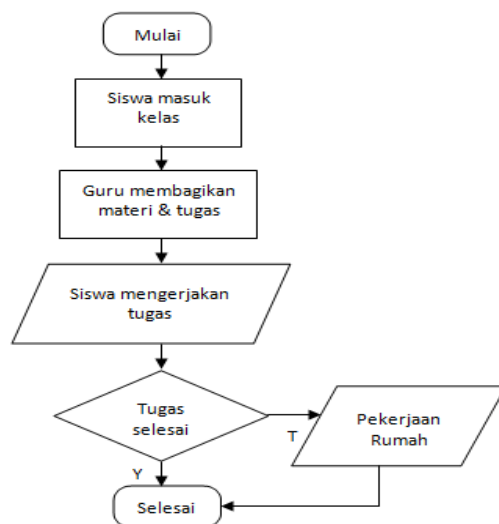 Mulai
Siswa masuk
kelas
Guru membagikan
materi & tugas
Siswa mengerjakan
tugas
Tugas
selesai
T
Pekerjaan
Rumah
Y
Selesai